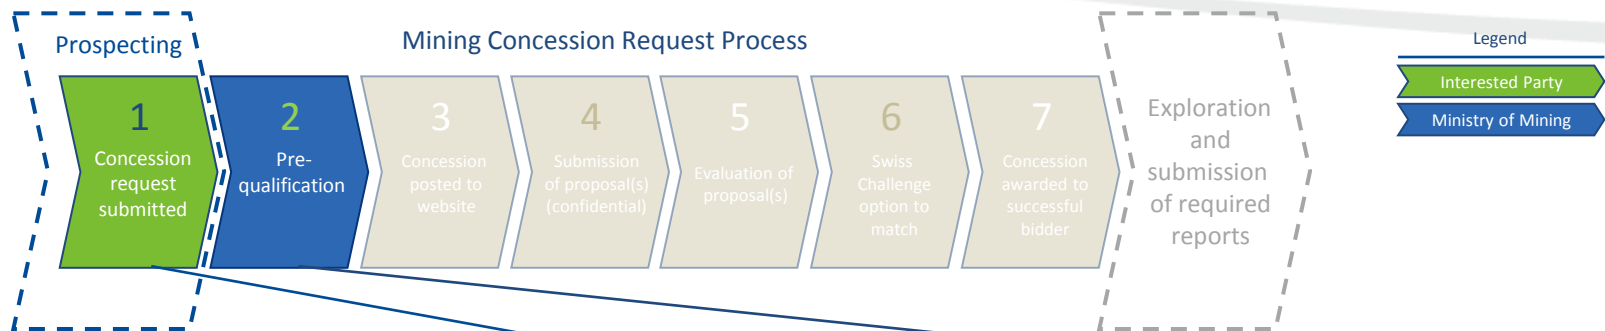 Prospecting
Mining Concession Request Process
Legend
Interested Party
Ministry of Mining
1
Concession
request
submitted
2
Pre-
qualification
3
Concession
posted to
website
4
Submission
of proposal(s)
(confidential)
5
Evaluation of
proposal(s)
6
Swiss
Challenge
option to
match
7
Concession
awarded to
successful
bidder
Exploration
and
submission
of required
reports